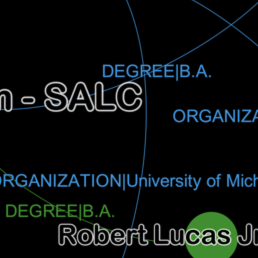 DEGREE|B.A.
n - SALC
ORGANIZA
ORGANIZATION|University of Mich
DEGREE|B.A.
Robert Lucas Jr